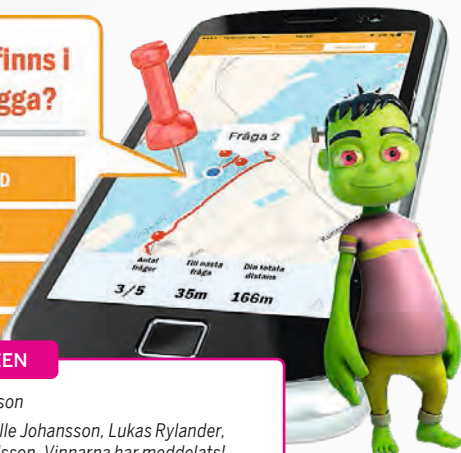 finns i
gga?
D
Fråga 2
Antal
frågor
Till nästa
fråga
Din totala
distans
3/5
35m
166m
EEN
son
lle Johansson, Lukas Rylander,
sson. Vinnarna har meddelats!